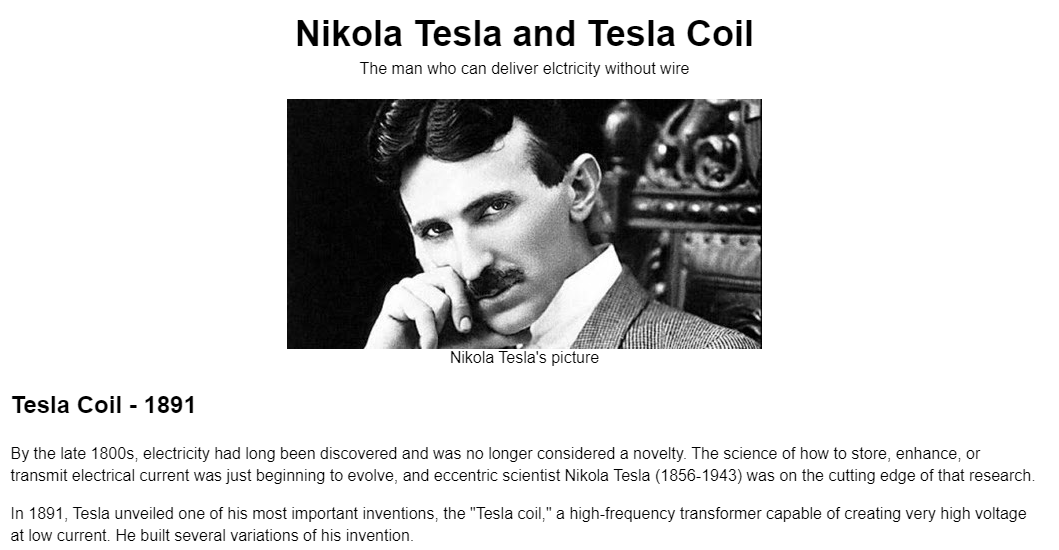 Nikola Tesla and Tesla Coil
The man who can deliver elctricity without wire
Nikola Tesla's picture
Tesla Coil - 1891
By the late 1800s, electricity had long been discovered and was no longer considered a novelty. The science of how to store, enhance, or
transmit electrical current was just beginning to evolve, and eccentric scientist Nikola Tesla (1856-1943) was on the cutting edge of that research.
In 1891, Tesla unveiled one of his most important inventions, the "Tesla coil," a high-frequency transformer capable of creating very high voltage
at low current. He built several variations of his invention.